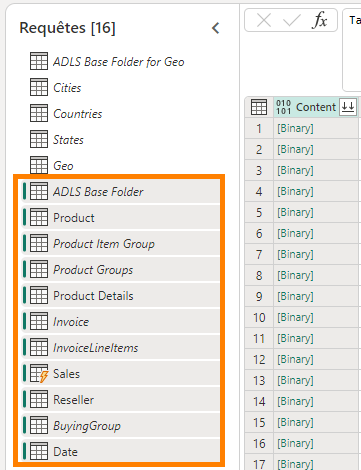 Requêtes [16]
ADLS Base Folder for Geo
Cities
Countries
States
Geo
ADLS Base Folder
Product
Product Item Group
Product Groups
Product Details
Invoice
InvoiceLineItems
Sales
Reseller
BuyingGroup
Date
fx
Ta
010
101 Content
1 [Binary]
2 [Binary]
3 [Binary]
4 [Binary]
5 [Binary]
6 [Binary]
7 [Binary]
8 [Binary]
9 [Binary]
10 [Binary]
11 [Binary]
12 [Binary]
13 [Binary]
14 [Binary]
15 [Binary]
16 [Binary]
17 [Binary]